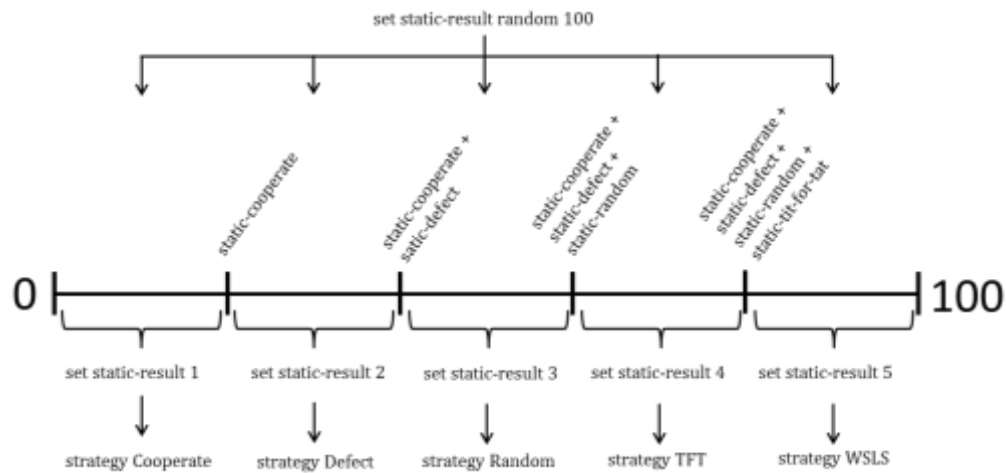 set static-result random 100
static-cooperate
static-cooperate +
satic-defect
static-cooperate +
static-defect +
static-random
static-cooperate +
static-defect +
static-random +
static-tit-for-tat
0
100
set static-result 1
set static-result 2
set static-result 3
set static-result 4
set static-result 5
strategy Cooperate
strategy Defect
strategy Random
strategy TFT
strategy WSLS